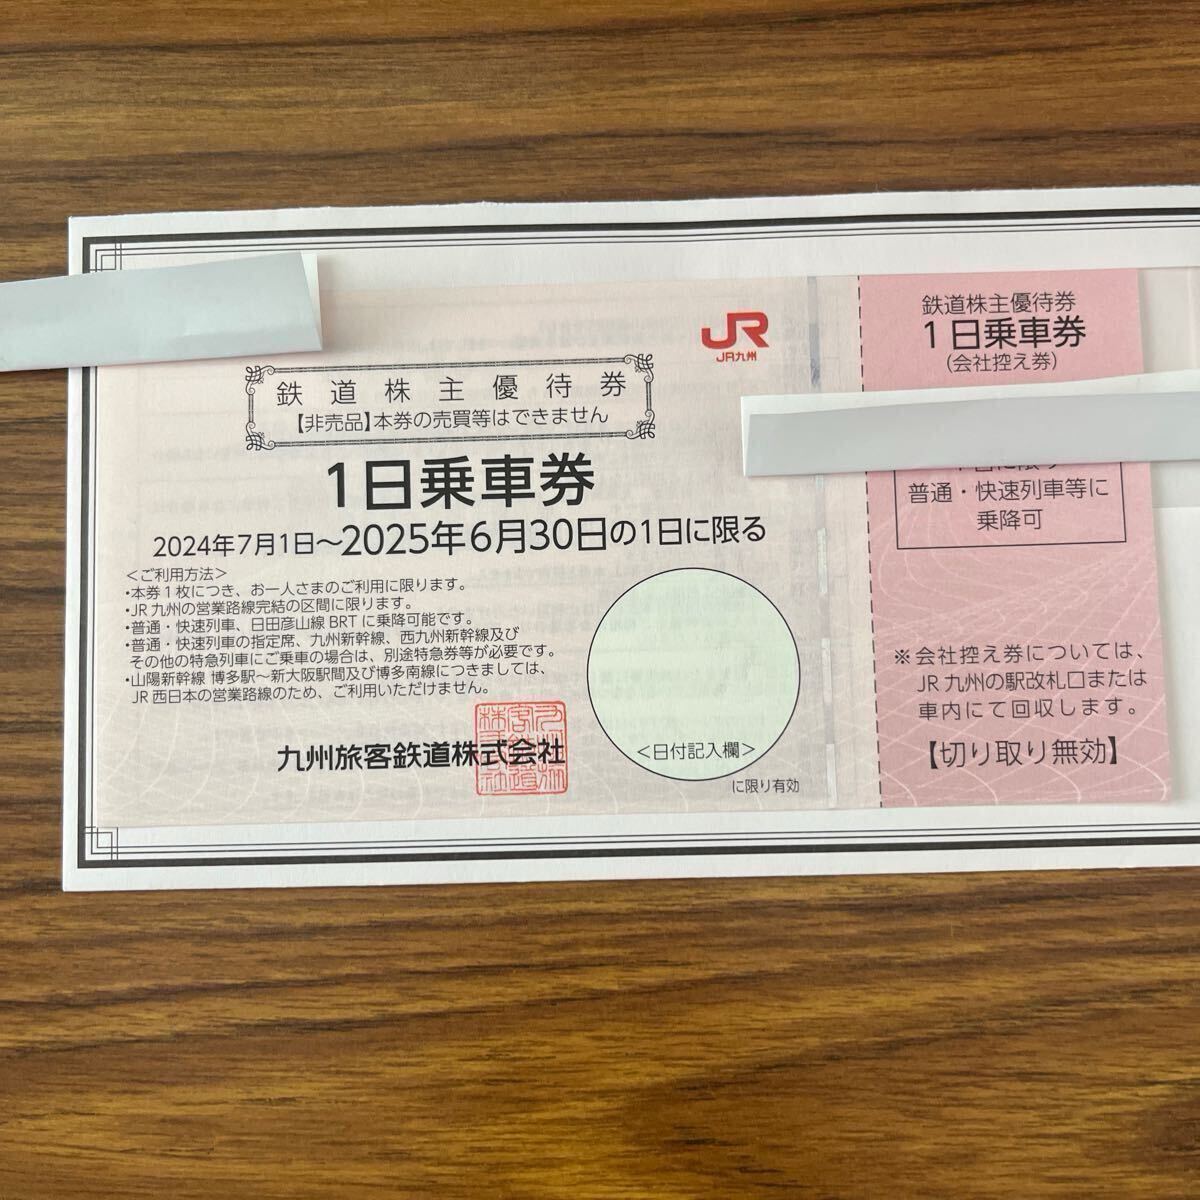 JR
JR九州
鉄道株主優待券
【非売品】本券の売買等はできません
1日乗車券
2024年7月1日～2025年6月30日の1日に限る
＜ご利用方法＞
・本券1枚につき、お一人さまのご利用に限ります。
・JR九州の営業路線完結の区間に限ります。
・普通・快速列車、日田彦山線BRTに乗降可能です。
・普通・快速列車の指定席、九州新幹線、西九州新幹線及び
その他の特急列車にご乗車の場合は、別途特急券等が必要です。
・山陽新幹線 博多駅～新大阪駅間及び博多南線につきましては、
JR西日本の営業路線のため、ご利用いただけません。
九州旅客鉄道株式会社
＜日付記入欄＞
に限り有効
鉄道株主優待券
1日乗車券
(会社控え券)
普通・快速列車等に
乗降可
※会社控え券については、
JR九州の駅改札口または
車内にて回収します。
【切り取り無効】